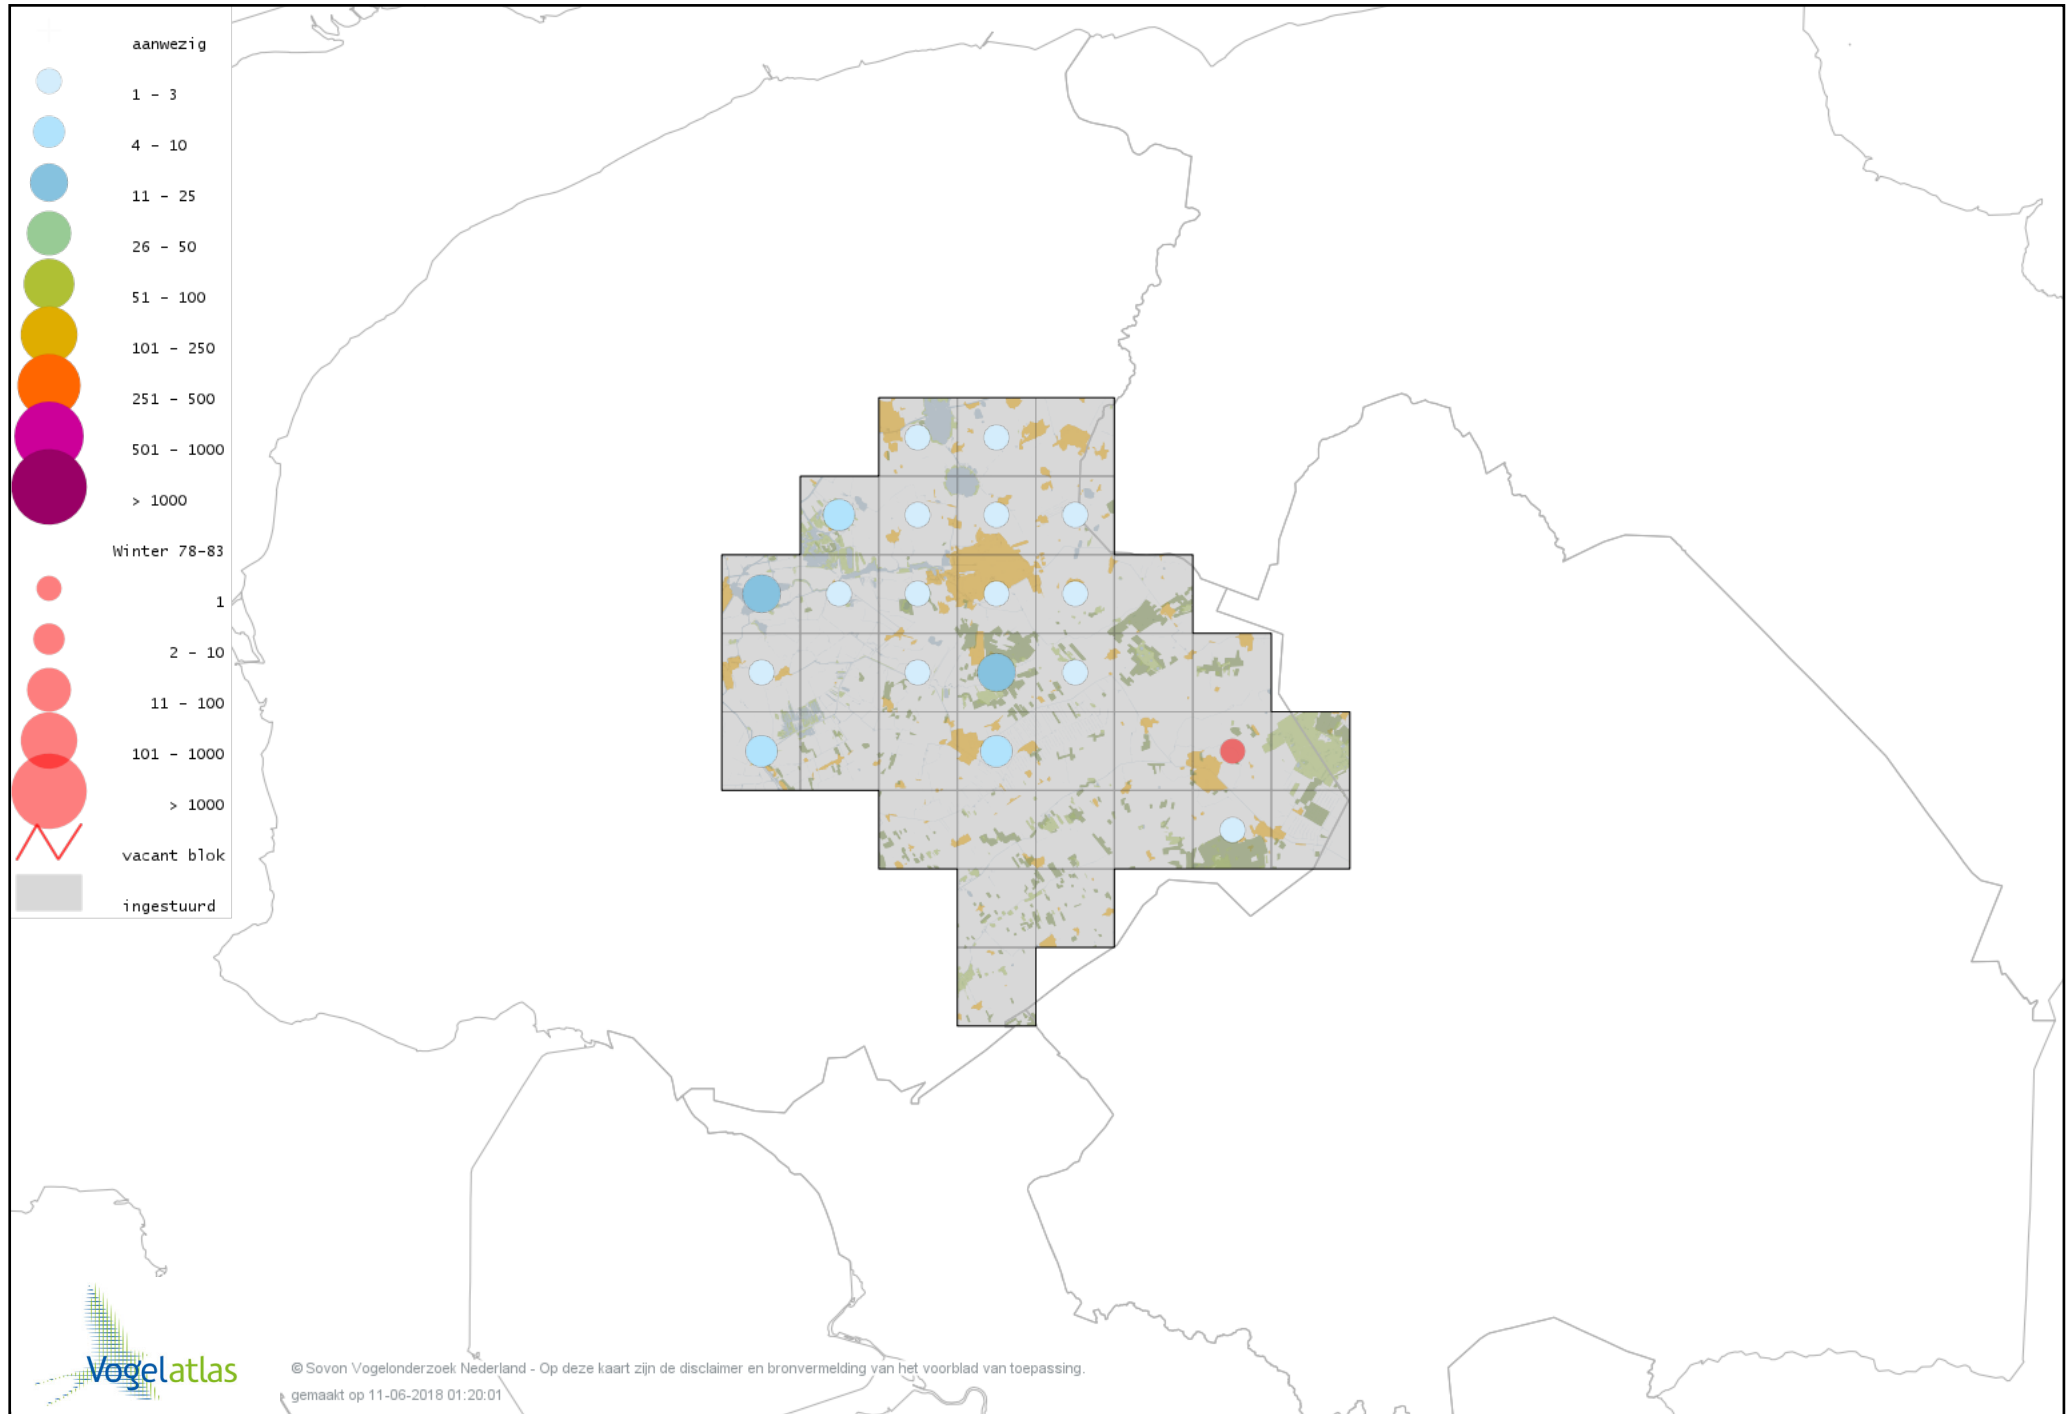 aanwezig
1 - 3
4 - 10
11 - 25
26 - 50
51 - 100
101 - 250
251 - 500
501 - 1000
> 1000
Winter 78-83
1
2 - 10
11 - 100
101 - 1000
> 1000
vacant blok
ingestuurd
Vogelatlas
© Sovon Vogelonderzoek Nederland - Op deze kaart zijn de disclaimer en bronvermelding van het voorblad van toepassing.
gemaakt op 11-06-2018 01:20:01